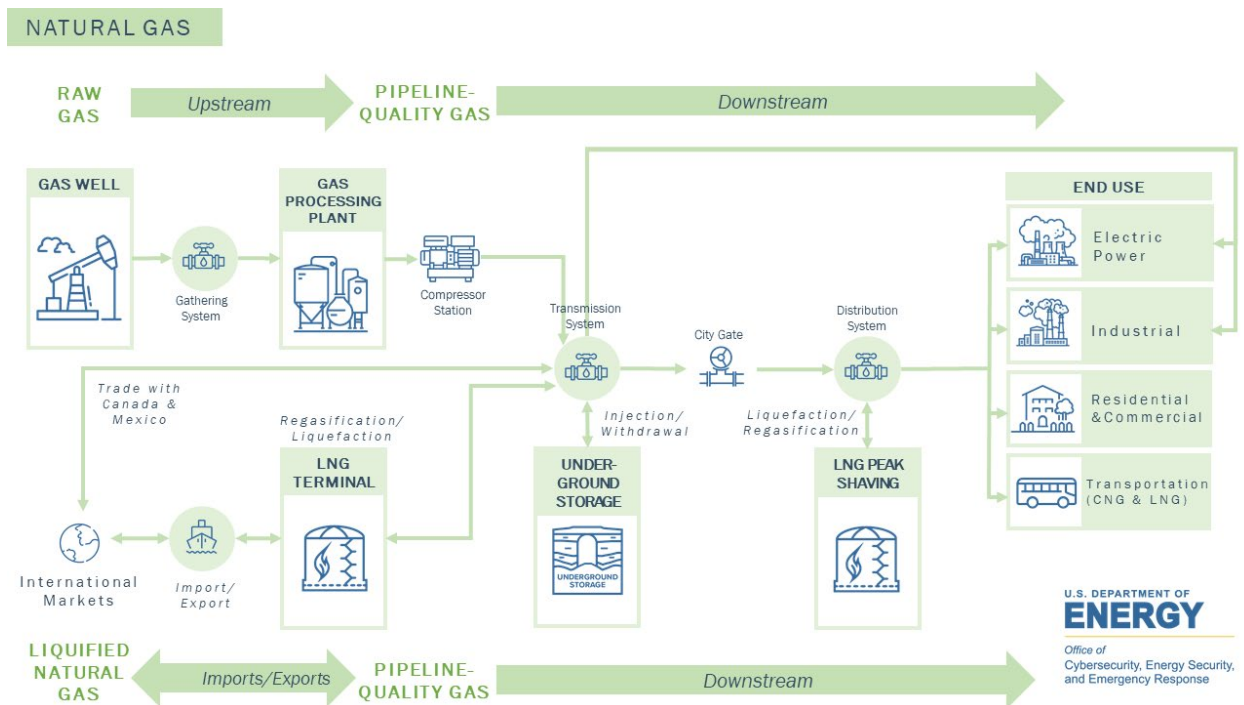 NATURAL GAS
RAW
GAS
Upstream
PIPELINE-
QUALITY GAS
Downstream
GAS WELL
Gathering
System
GAS
PROCESSING
PLANT
Compressor
Station
Transmission
System
City Gate
Distribution
System
END USE
Electric
Power
Industrial
Residential
&Commercial
Transportation
(CNG & LNG)
Trade with
Canada &
Mexico
Regasification/
Liquefaction
Injection/
Withdrawal
Liquefaction/
Regasification
LNG
TERMINAL
UNDER-
GROUND
STORAGE
UNDERGROUND
STORAGE
LNG PEAK
SHAVING
International
Markets
Import/
Export
U.S. DEPARTMENT OF
ENERGY
Office of
Cybersecurity, Energy Security,
and Emergency Response
LIQUIFIED
NATURAL
GAS
Imports/Exports
PIPELINE-
QUALITY GAS
Downstream